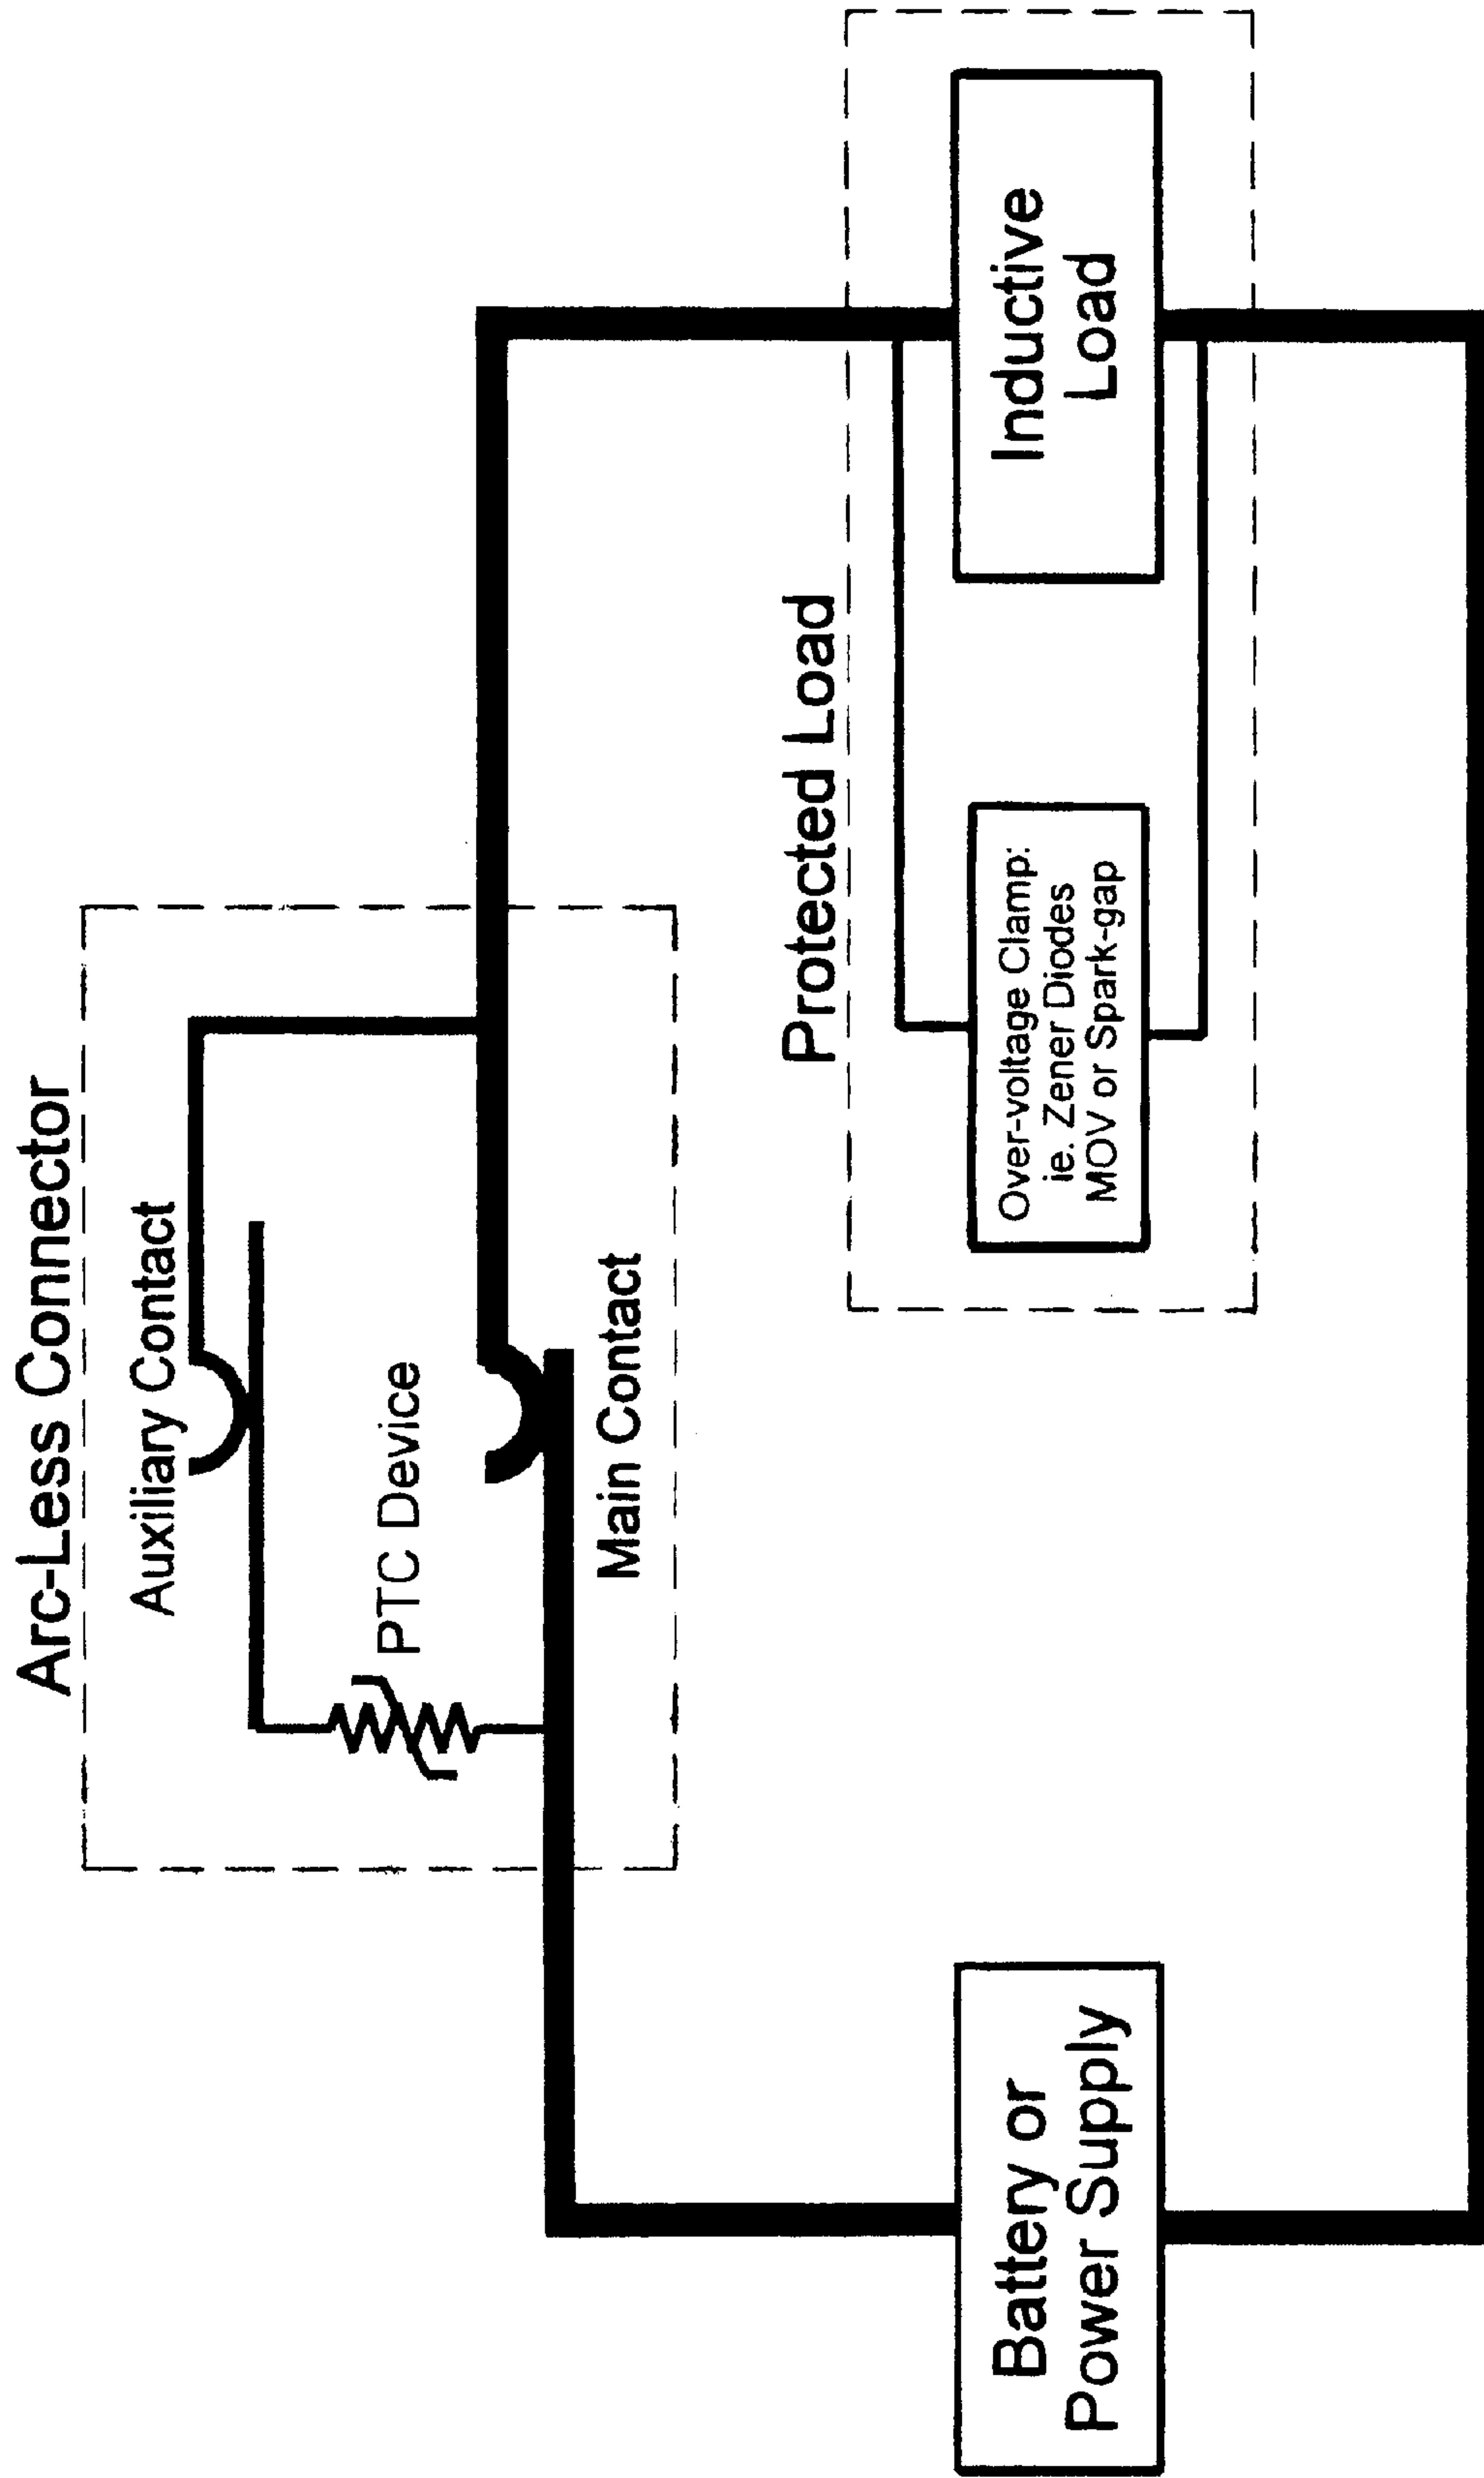 Arc-Less Connector
Auxiliary Contact
PTC Device
Main Contact
Protected Load
Over-voltage Clamp:
ie. Zener Diodes
MOV or Spark-gap
Inductive
Load
Battery or
Power Supply